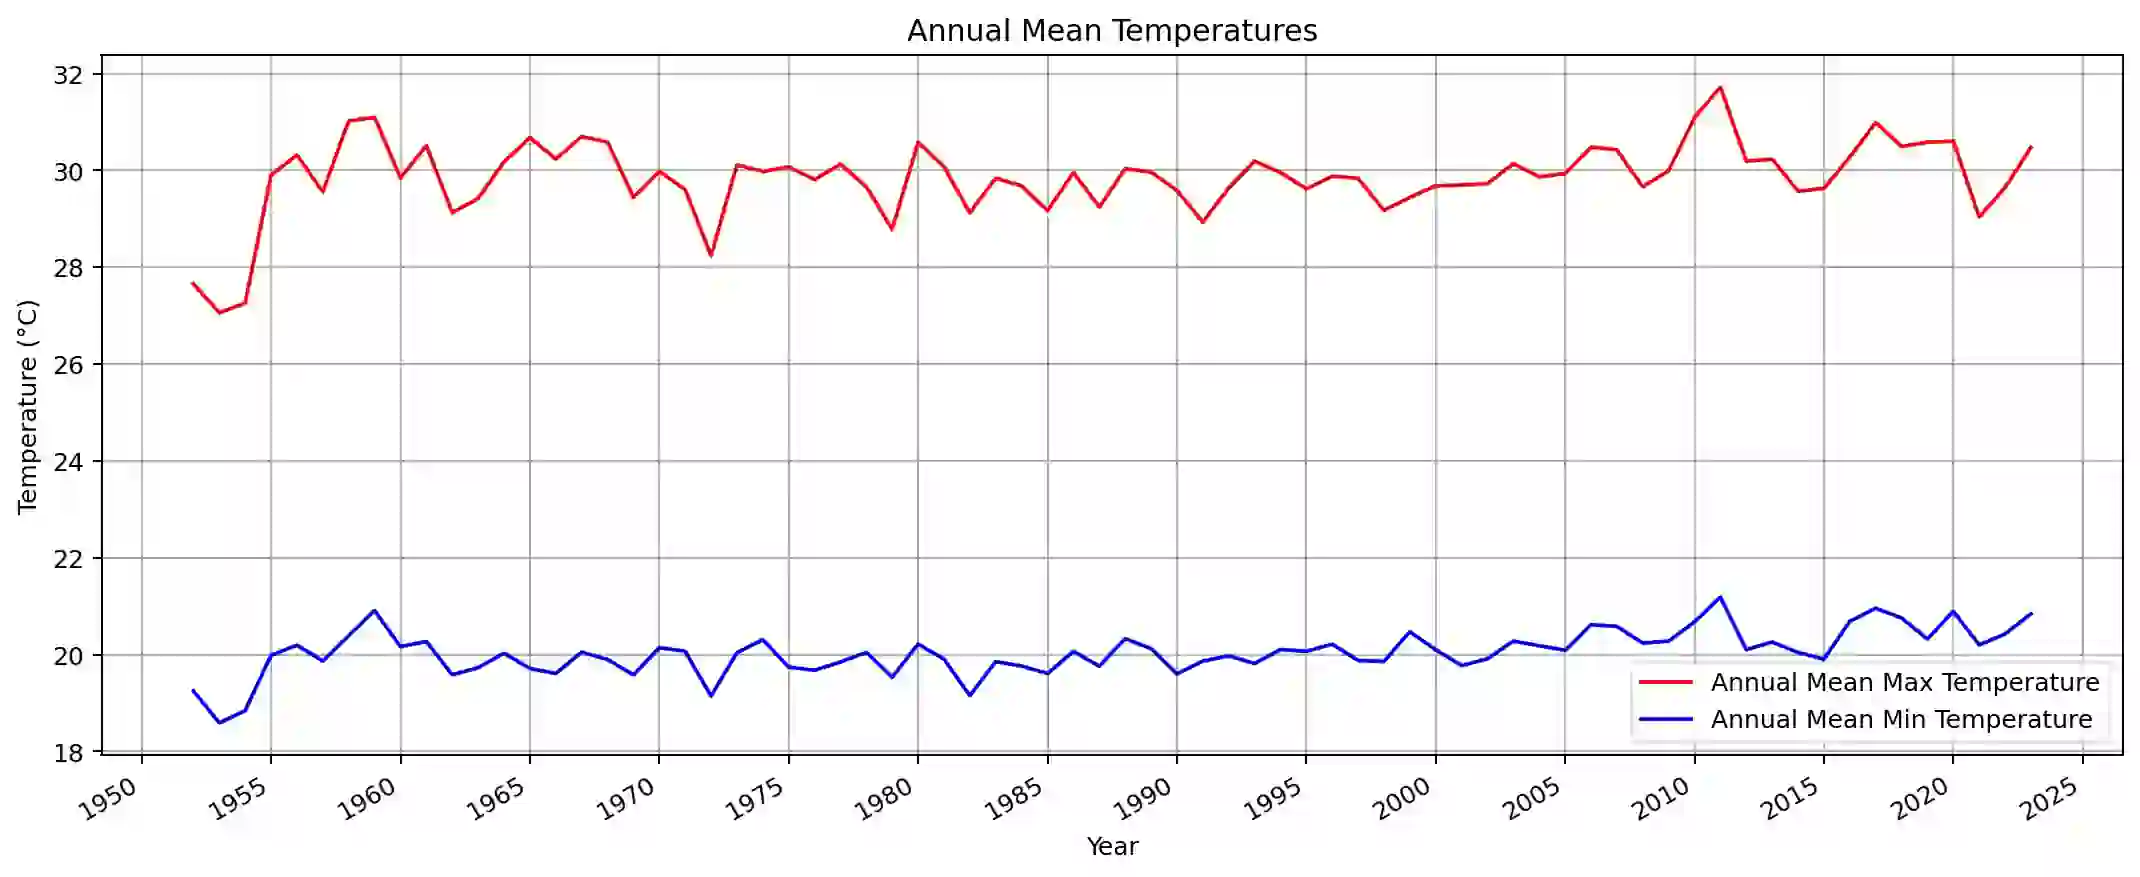 Annual Mean Temperatures
32
30
28
26
24
22
20
18
Temperature (°C)
Annual Mean Max Temperature
Annual Mean Min Temperature
1950 1955 1960 1965 1970 1975 1980 1985 1990 1995 2000 2005 2010 2015 2020 2025
Year